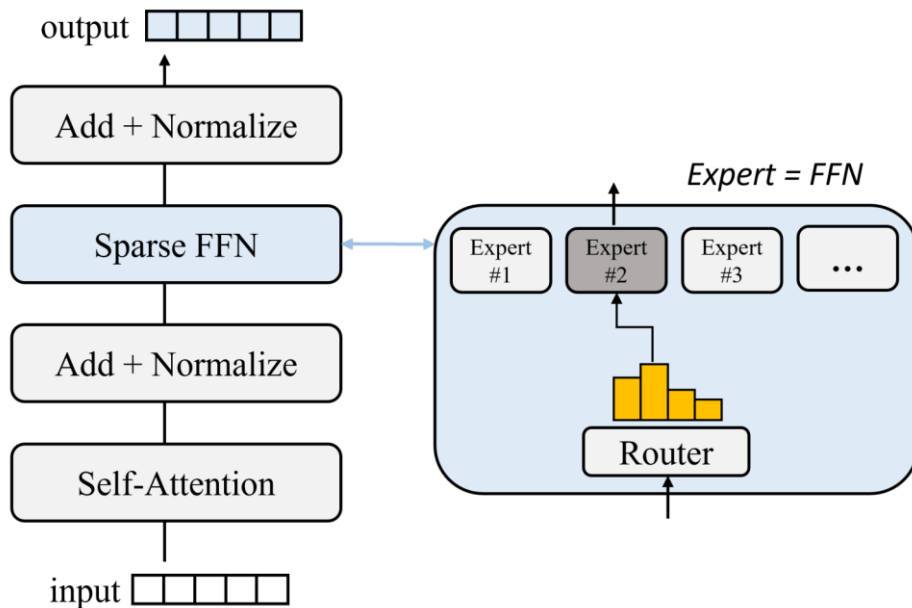 output
Add + Normalize
Sparse FFN
Add + Normalize
Self-Attention
input
Expert = FFN
Expert
#1
Expert
#2
Expert
#3
...
Router